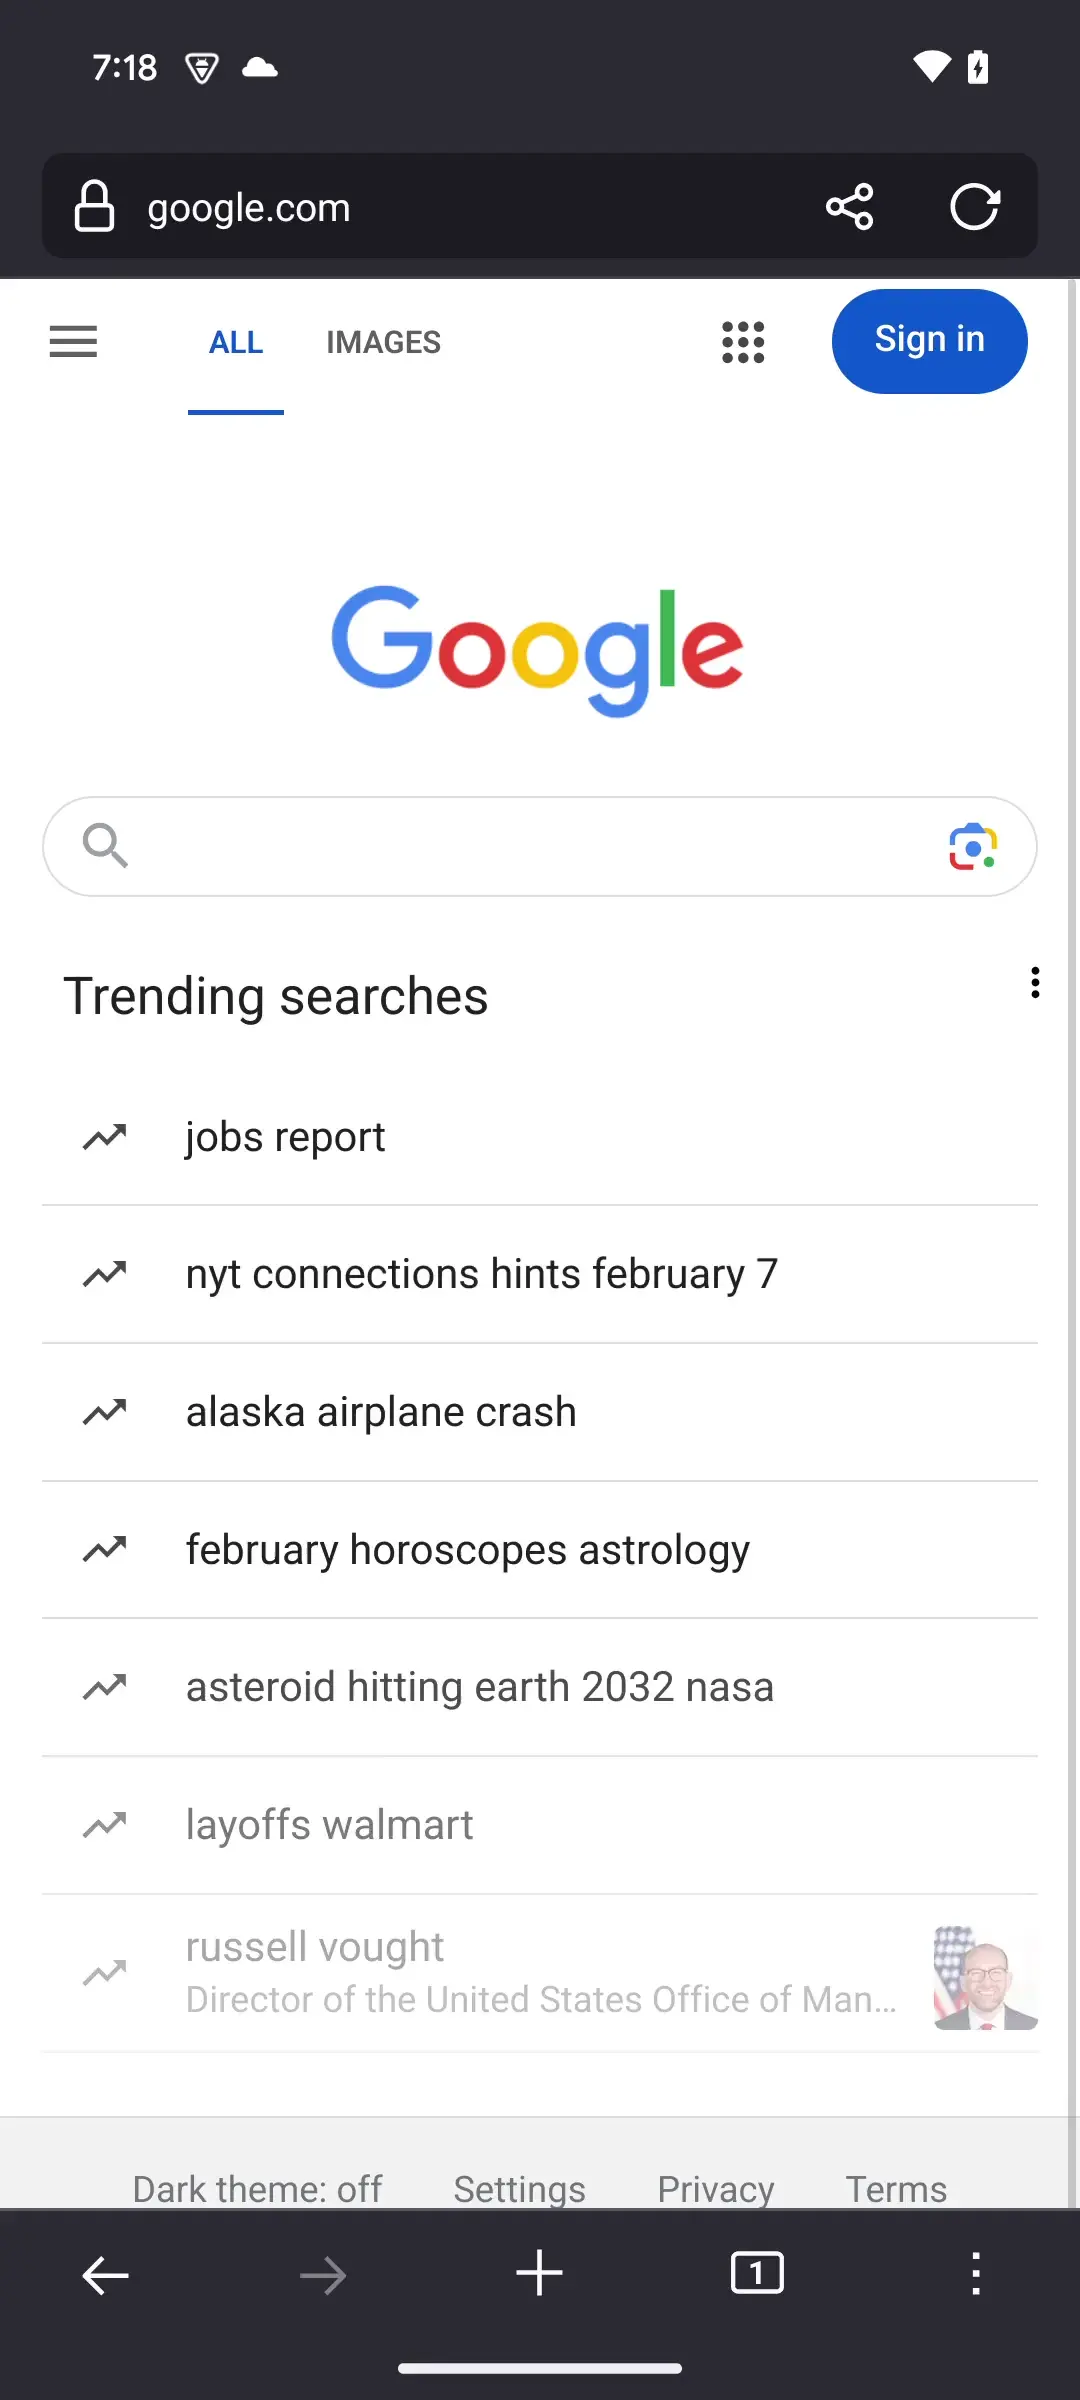 7:18
google.com
ALL IMAGES Sign in
Google
Trending searches
jobs report
nyt connections hints february 7
alaska airplane crash
february horoscopes astrology
asteroid hitting earth 2032 nasa
layoffs walmart
russell vought
Director of the United States Office of Man...
Dark theme: off Settings Privacy Terms
1